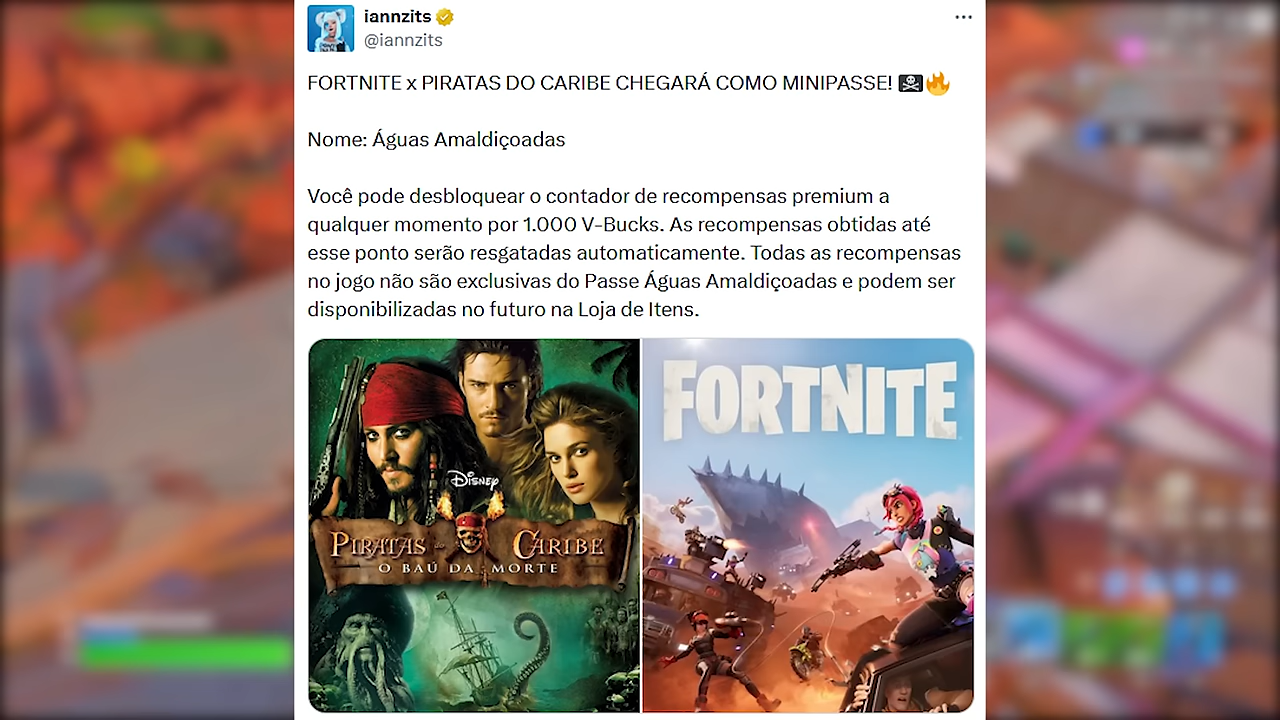 iannzits
@iannzits
FORTNITE x PIRATAS DO CARIBE CHEGARÁ COMO MINIPASSE! 🏴‍☠️🔥
Nome: Águas Amaldiçoadas
Você pode desbloquear o contador de recompensas premium a
qualquer momento por 1.000 V-Bucks. As recompensas obtidas até
esse ponto serão resgatadas automaticamente. Todas as recompensas
no jogo não são exclusivas do Passe Águas Amaldiçoadas e podem ser
disponibilizadas no futuro na Loja de Itens.
DISNEY
PIRATAS DO CARIBE
O BAÚ DA MORTE
FORTNITE